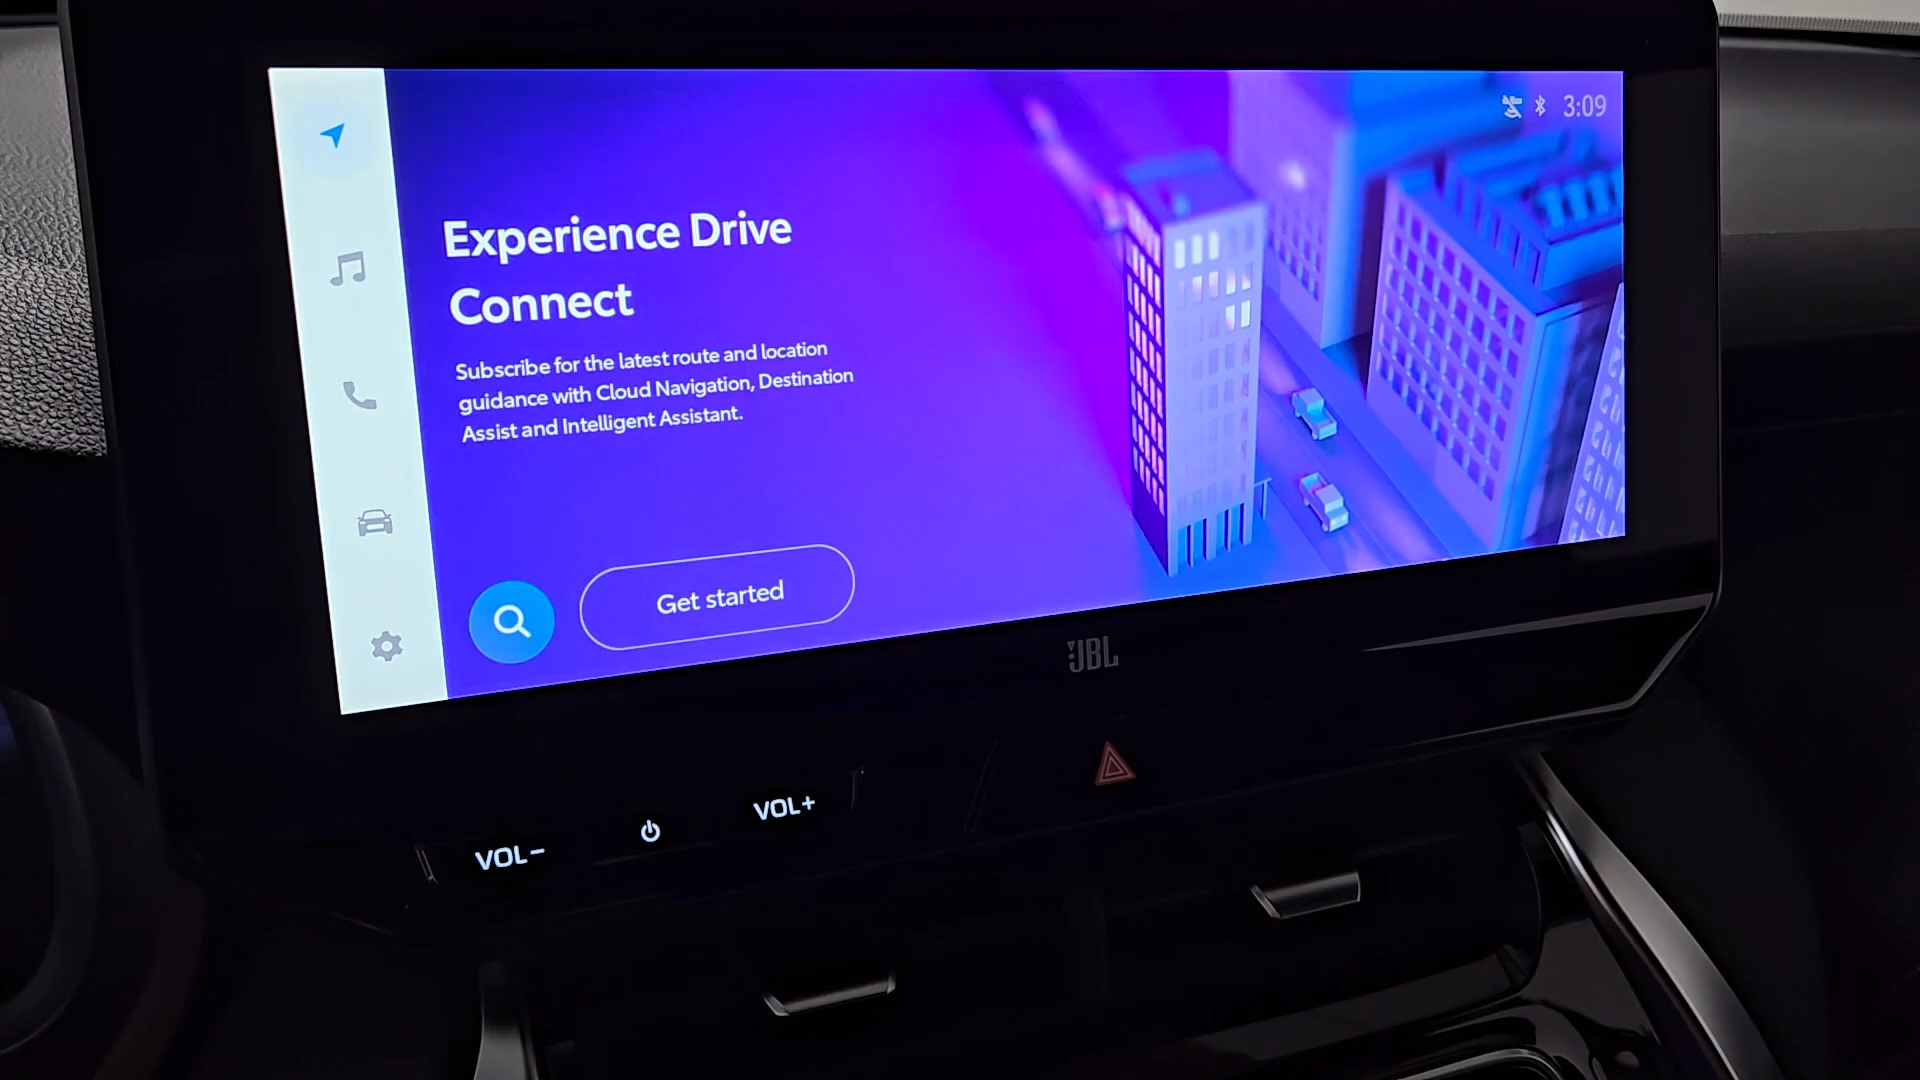 3:09
Experience Drive
Connect
Subscribe for the latest route and location
guidance with Cloud Navigation, Destination
Assist and Intelligent Assistant.
Get started
JBL
VOL-
VOL+